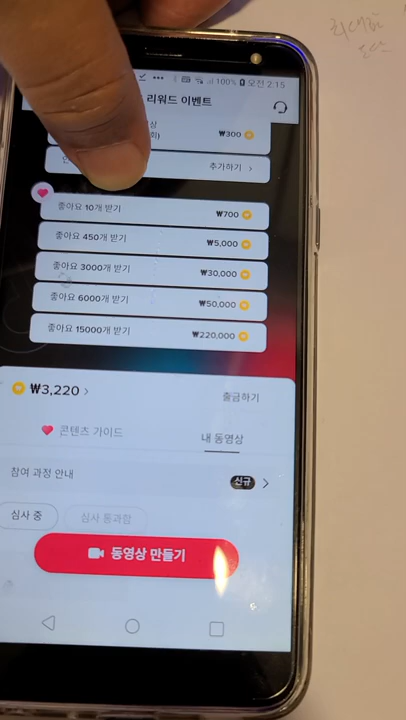 100% 오전 2:15
리워드 이벤트
₩300
추가하기 >
좋아요 10개 받기 ₩700
좋아요 450개 받기 ₩5,000
좋아요 3000개 받기 ₩30,000
좋아요 6000개 받기 ₩50,000
좋아요 15000개 받기 ₩220,000
₩3,220 > 출금하기
콘텐츠 가이드 내 동영상
참여 과정 안내 신규 >
심사 중 심사 통과함
동영상 만들기